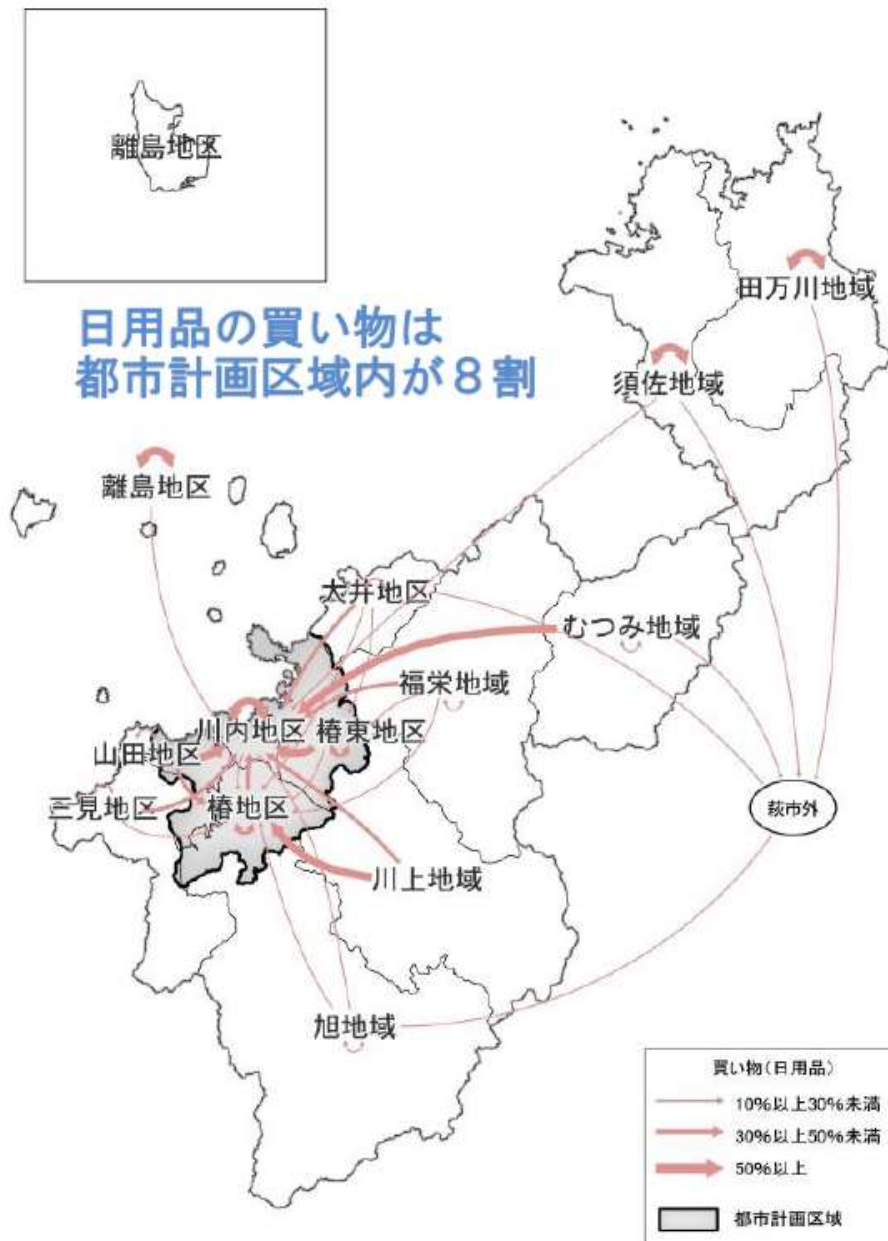 離島地区
日用品の買い物は
都市計画区域内が８割
田万川地域
須佐地域
離島地区
大井地区
むつみ地域
福栄地域
川内地区
椿東地区
山田地区
三見地区
椿地区
萩市外
川上地域
旭地域
買い物(日用品)
10%以上30%未満
30%以上50%未満
50%以上
都市計画区域